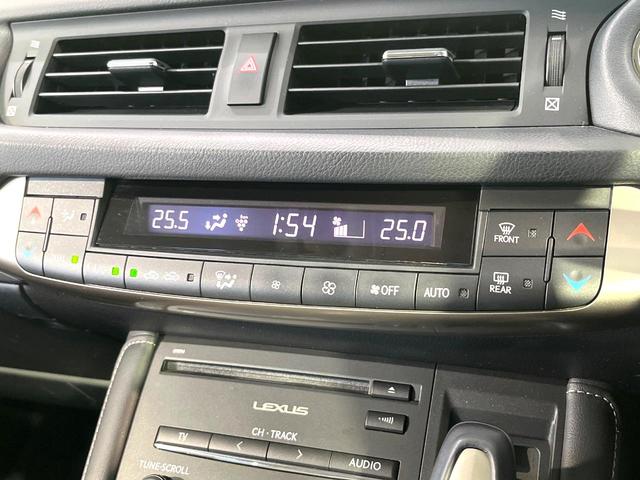 25.5 1:54 25.0
FRONT
OFF AUTO REAR
LEXUS
CH · TRACK
TV < > AUDIO
TUNE·SCROLL